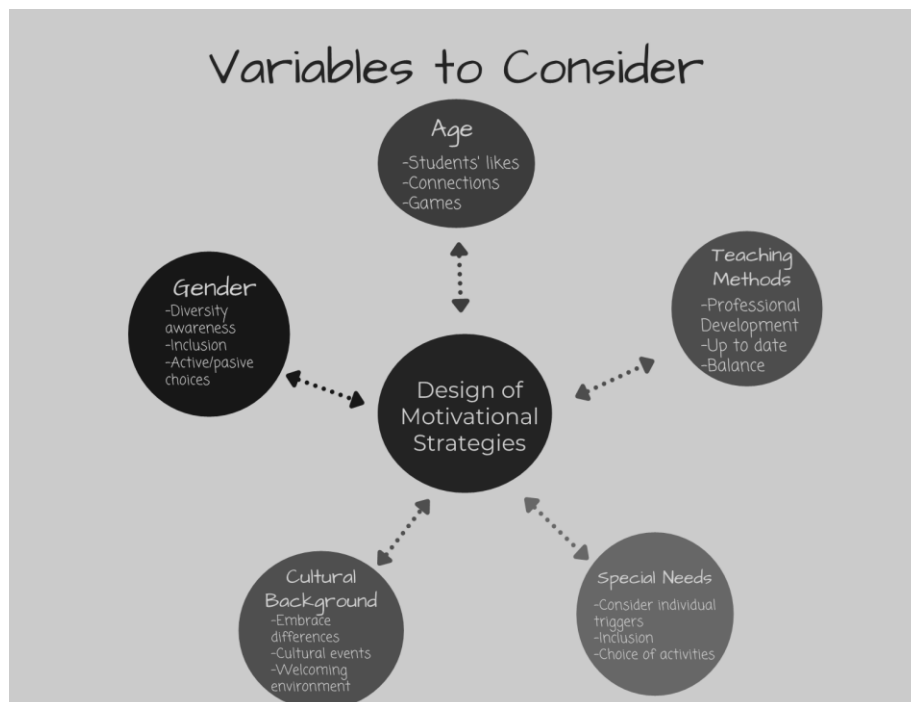 Variables to Consider
Age
-Students' likes
-Connections
-Games
Teaching
Methods
-Professional
Development
-Up to date
-Balance
Gender
-Diversity
awareness
-Inclusion
-Active/pasive
choices
Design of
Motivational
Strategies
Cultural
Background
-Embrace
differences
-Cultural events
-Welcoming
environment
Special Needs
-Consider individual
triggers
-Inclusion
-Choice of activities